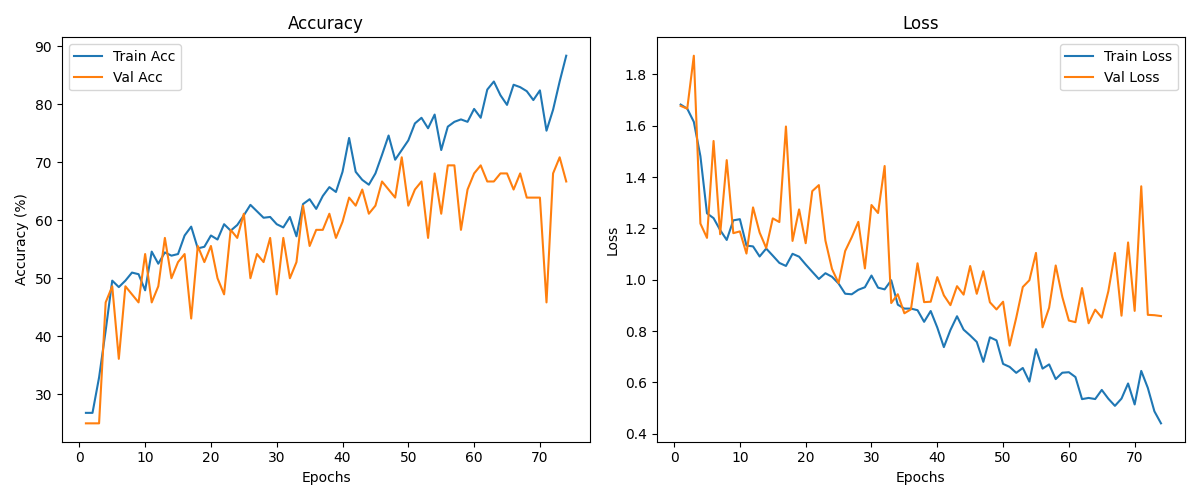 Accuracy
Train Acc
Val Acc
Accuracy (%)
90
80
70
60
50
40
30
0 10 20 30 40 50 60 70
Epochs
Loss
Train Loss
Val Loss
Loss
1.8
1.6
1.4
1.2
1.0
0.8
0.6
0.4
0 10 20 30 40 50 60 70
Epochs